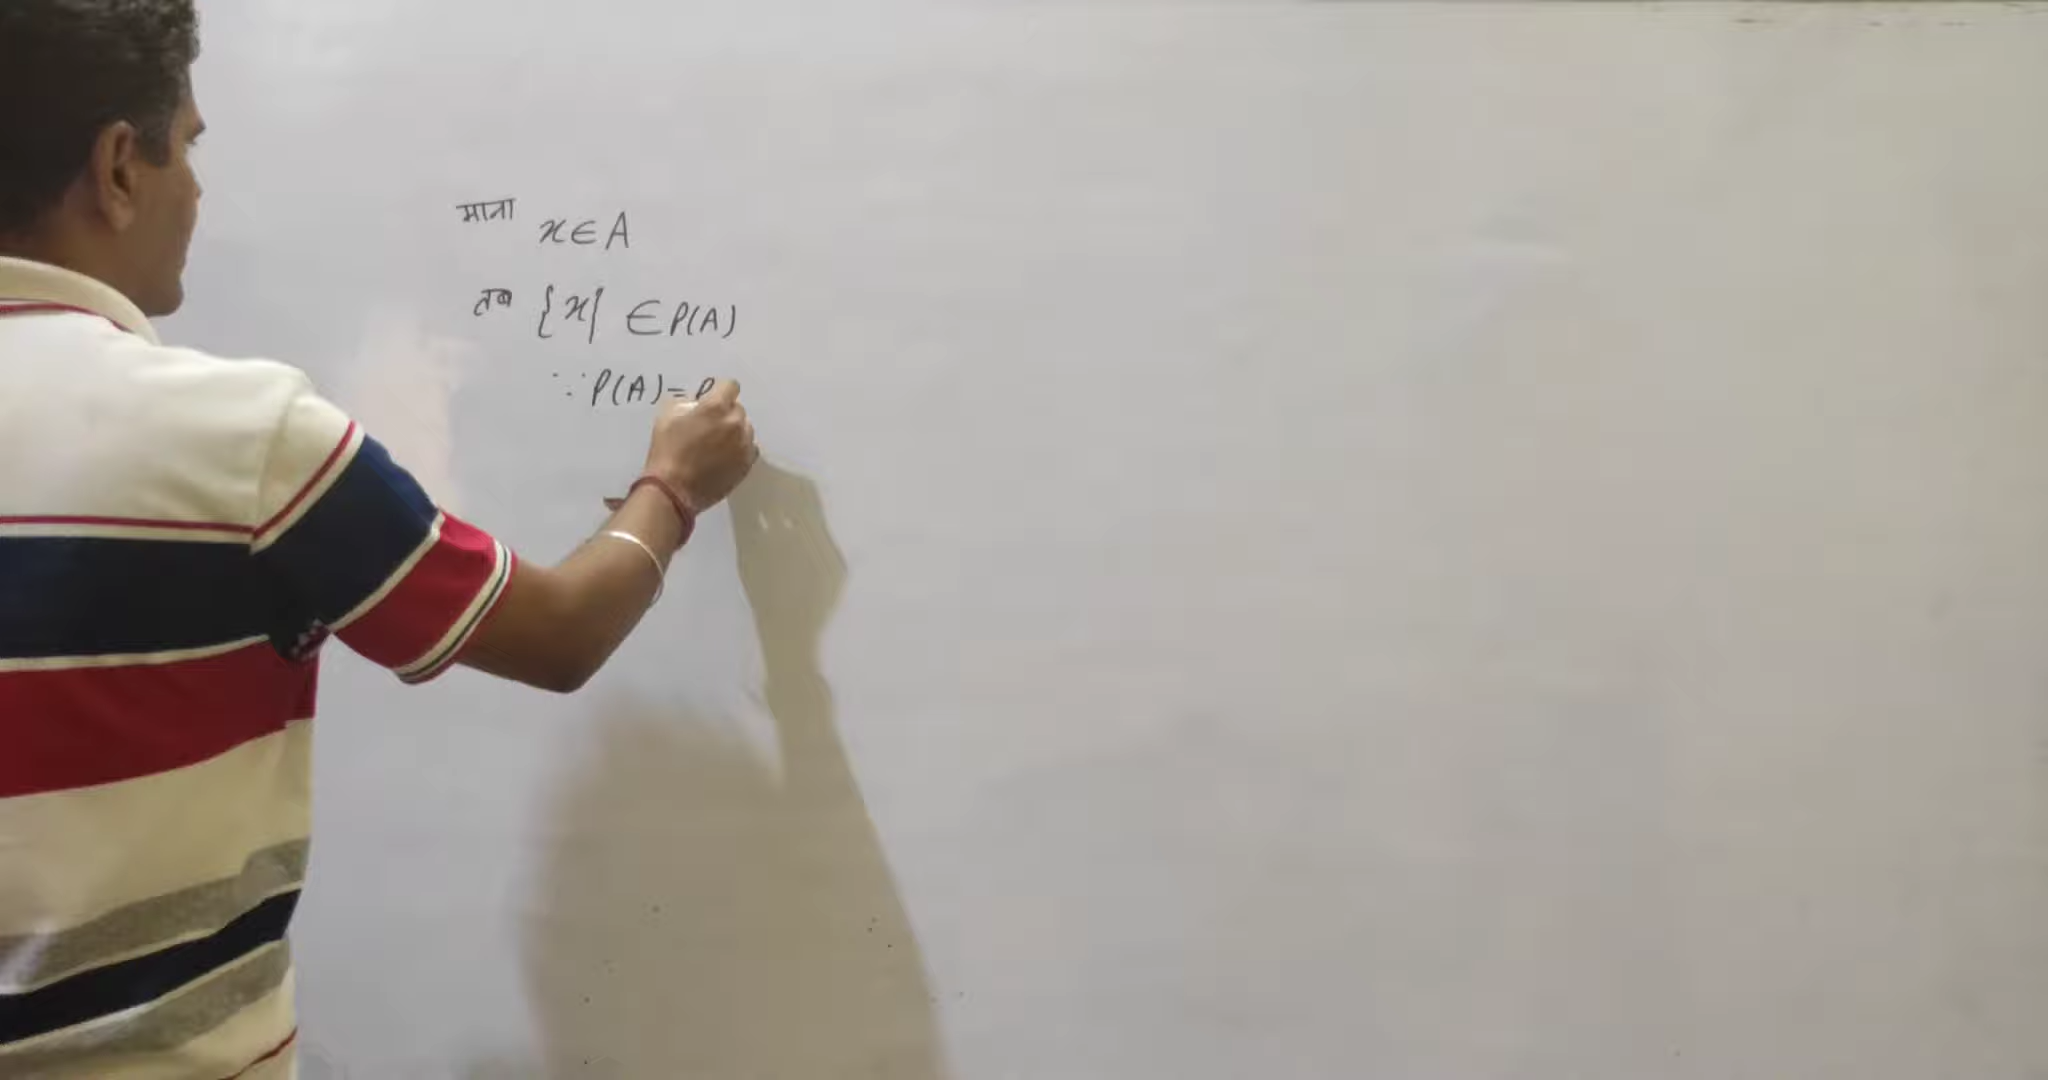 माना x ∈ A
तब {x} ∈ P(A)
∵ P(A) = P